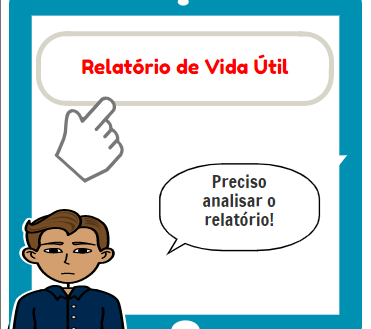 Relatório de Vida Útil
Preciso
analisar o
relatório!